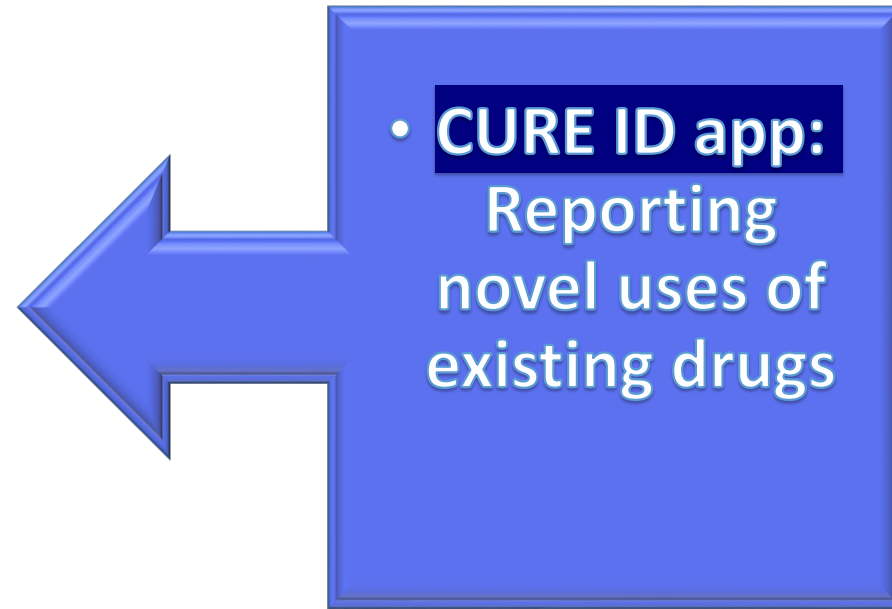 • CURE ID app:
Reporting
novel uses of
existing drugs